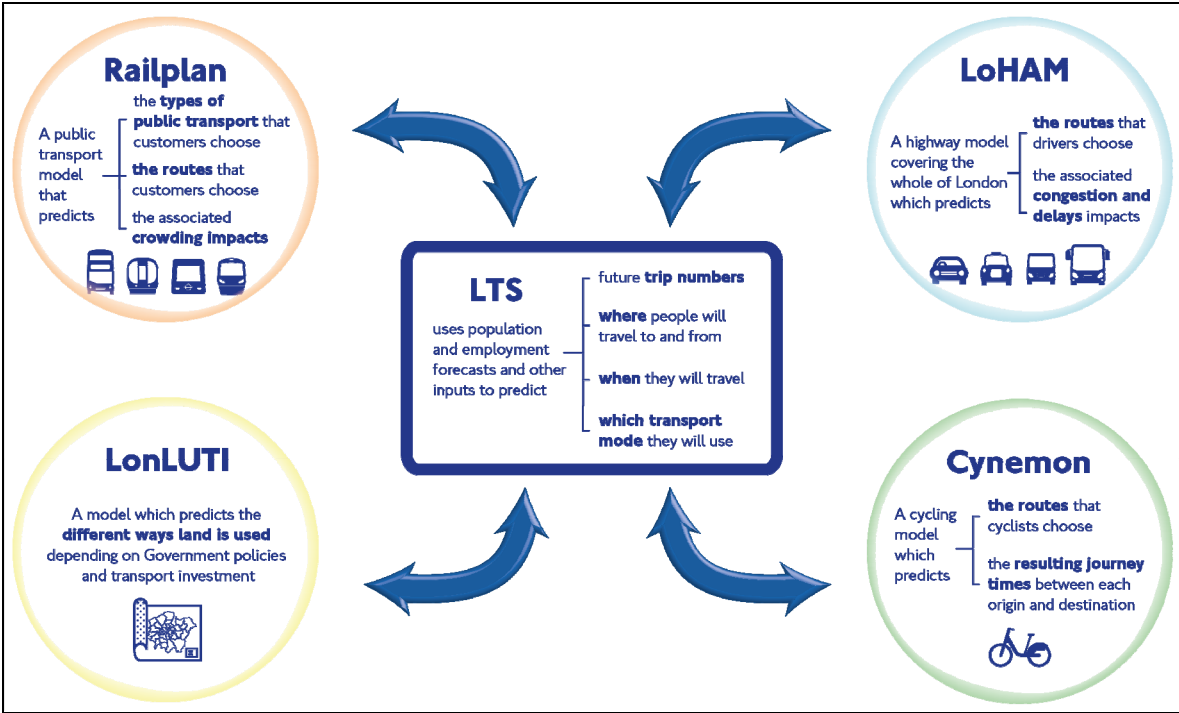 Railplan
A public
transport
model
that
predicts
the types of
public transport that
customers choose
the routes that
customers choose
the associated
crowding impacts
LoHAM
A highway model
covering the
whole of London
which predicts
the routes that
drivers choose
the associated
congestion and
delays impacts
LTS
uses population
and employment
forecasts and other
inputs to predict
future trip numbers
where people will
travel to and from
when they will travel
which transport
mode they will use
LonLUTI
A model which predicts the
different ways land is used
depending on Government policies
and transport investment
Cynemon
A cycling
model
which
predicts
the routes that
cyclists choose
the resulting journey
times between each
origin and destination